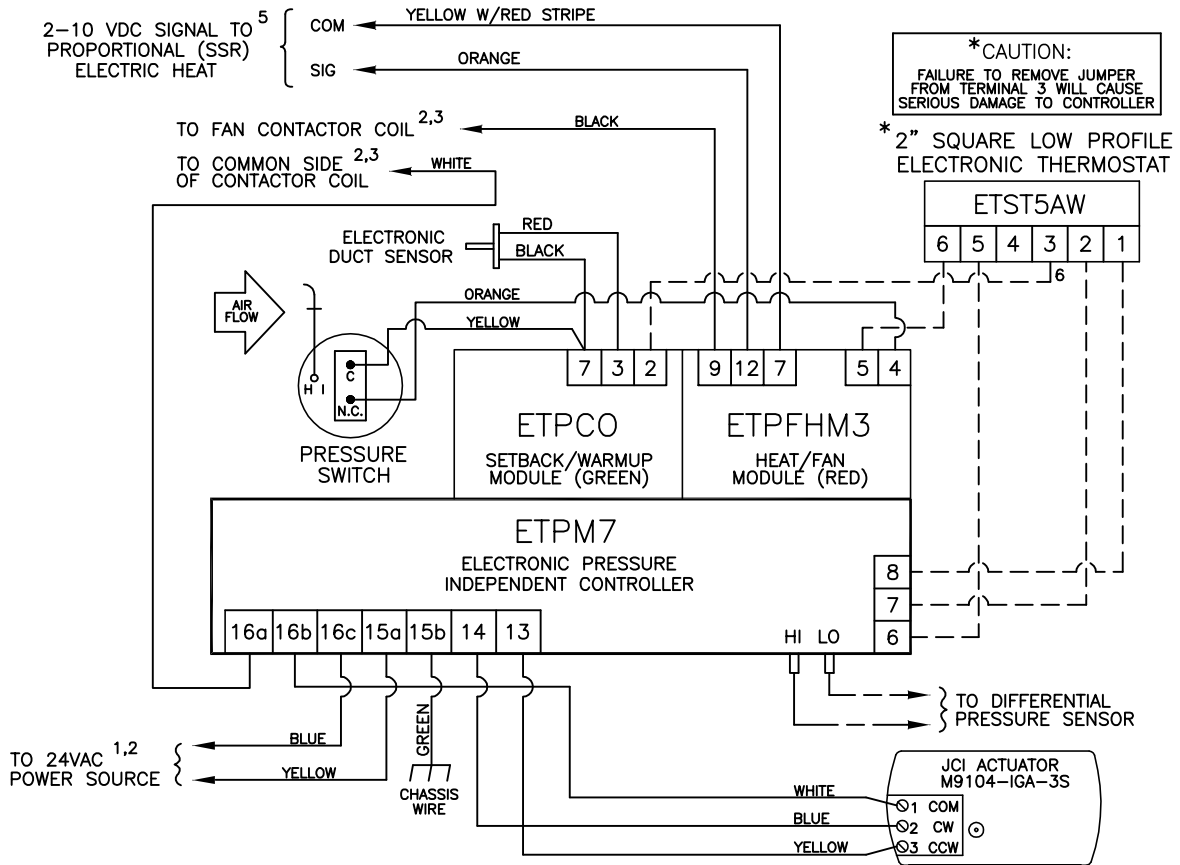 2-10 VDC SIGNAL TO 5
PROPORTIONAL (SSR)
ELECTRIC HEAT
COM
YELLOW W/RED STRIPE
SIG
ORANGE
*CAUTION:
FAILURE TO REMOVE JUMPER
FROM TERMINAL 3 WILL CAUSE
SERIOUS DAMAGE TO CONTROLLER
TO FAN CONTACTOR COIL 2,3
BLACK
TO COMMON SIDE 2,3
OF CONTACTOR COIL
WHITE
*2" SQUARE LOW PROFILE
ELECTRONIC THERMOSTAT
ETST5AW
6 5 4 3 2 1
6
ELECTRONIC
DUCT SENSOR
RED
BLACK
AIR
FLOW
ORANGE
YELLOW
H I
C
N.C.
PRESSURE
SWITCH
7 3 2
9 12 7
5 4
ETPCO
SETBACK/WARMUP
MODULE (GREEN)
ETPFHM3
HEAT/FAN
MODULE (RED)
ETPM7
ELECTRONIC PRESSURE
INDEPENDENT CONTROLLER
8
7
6
16a 16b 16c 15a 15b 14 13
HI LO
TO DIFFERENTIAL
PRESSURE SENSOR
TO 24VAC 1,2
POWER SOURCE
BLUE
YELLOW
GREEN
CHASSIS
WIRE
JCI ACTUATOR
M9104-IGA-3S
WHITE
1 COM
BLUE
2 CW
YELLOW
3 CCW